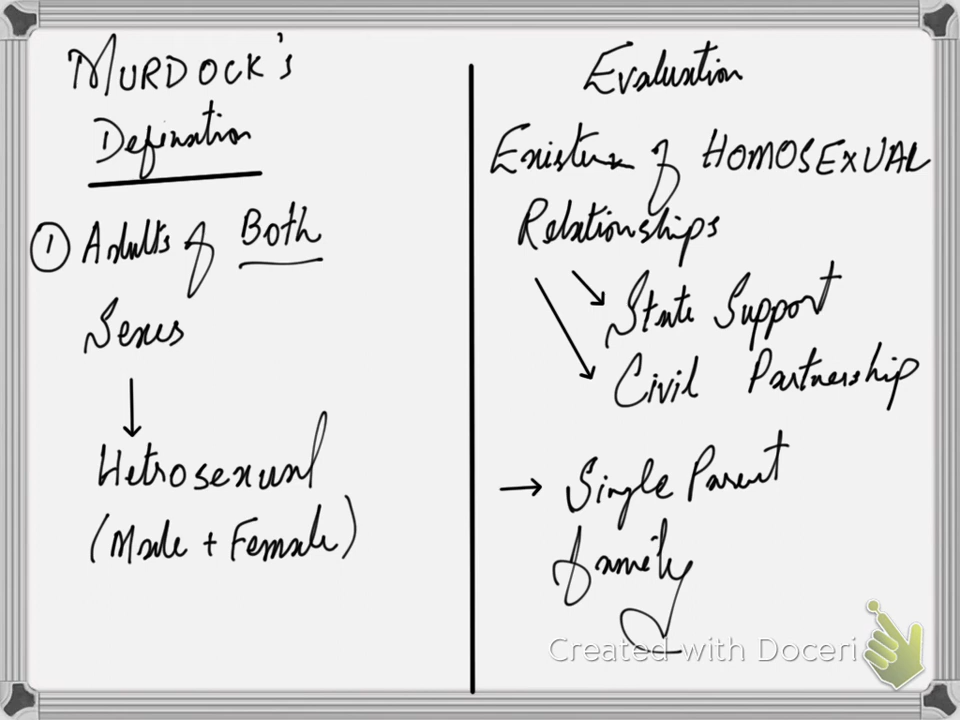 MURDOCK's
Defination
① Adults of Both
Sexes
Hetrosexual
(Male + Female)
Evaluation
Existence of HOMOSEXUAL
Relationships
State Support
Civil Partnership
→ Single Parent
family
Created with Doceri